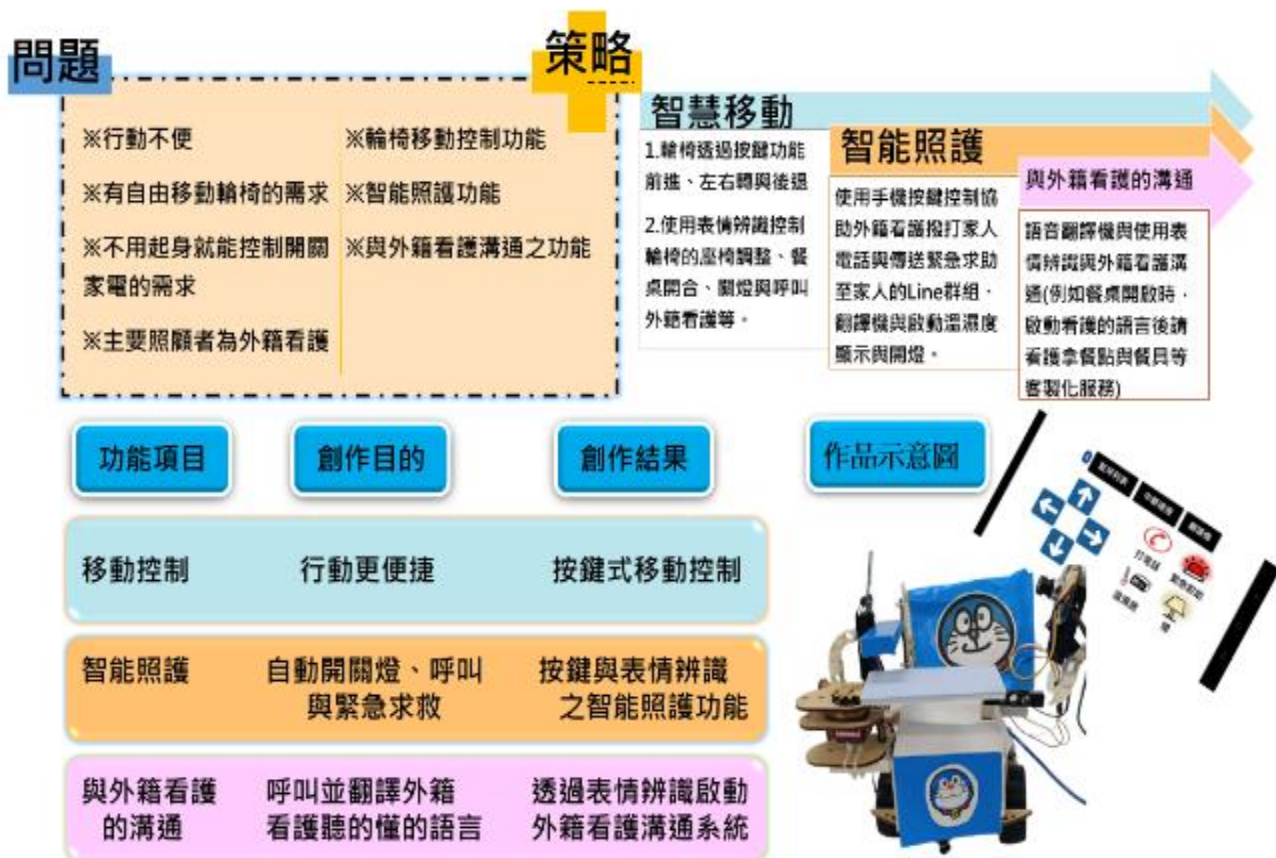 問題
策略
※行動不便
※有自由移動輪椅的需求
※不用起身就能控制開關
家電的需求
※主要照顧者為外籍看護
※輪椅移動控制功能
※智能照護功能
※與外籍看護溝通之功能
智慧移動
1.輪椅透過按鍵功能
前進、左右轉與後退
2.使用表情辨識控制
輪椅的座椅調整、餐
桌開合、關燈與呼叫
外籍看護等。
智能照護
使用手機按鍵控制協
助外籍看護撥打家人
電話與傳送緊急求助
至家人的Line群組,
翻譯機與啟動溫濕度
顯示與開燈。
與外籍看護的溝通
語音翻譯機與使用表
情辨識與外籍看護溝
通(例如餐桌開啟時,
啟動看護的語言後請
看護拿餐點與餐具等
客製化服務)
功能項目
創作目的
創作結果
作品示意圖
移動控制
行動更便捷
按鍵式移動控制
智能照護
自動開關燈、呼叫
與緊急求救
按鍵與表情辨識
之智能照護功能
與外籍看護
的溝通
呼叫並翻譯外籍
看護聽的懂的語言
透過表情辨識啟動
外籍看護溝通系統
打電話
燈